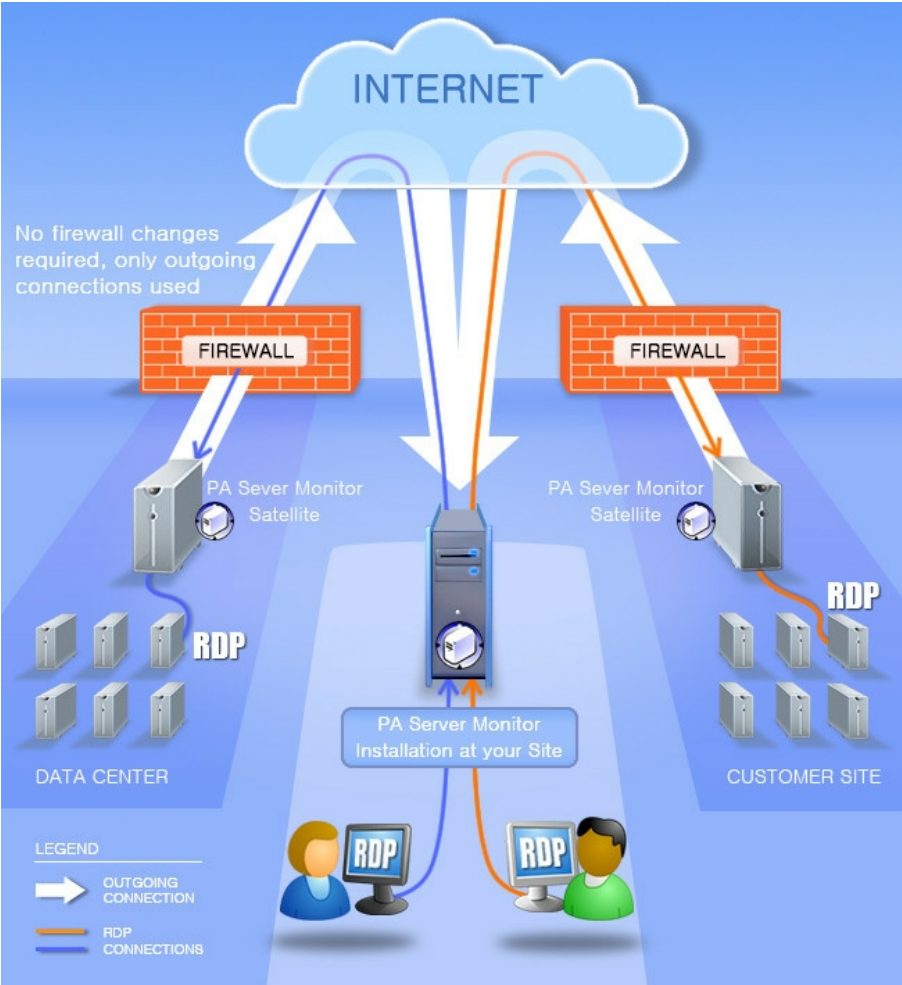 INTERNET
No firewall changes
required, only outgoing
connections used
FIREWALL
FIREWALL
PA Sever Monitor
Satellite
PA Sever Monitor
Satellite
RDP
RDP
PA Server Monitor
Installation at your Site
DATA CENTER
CUSTOMER SITE
RDP
RDP
LEGEND
OUTGOING
CONNECTION
RDP
CONNECTIONS